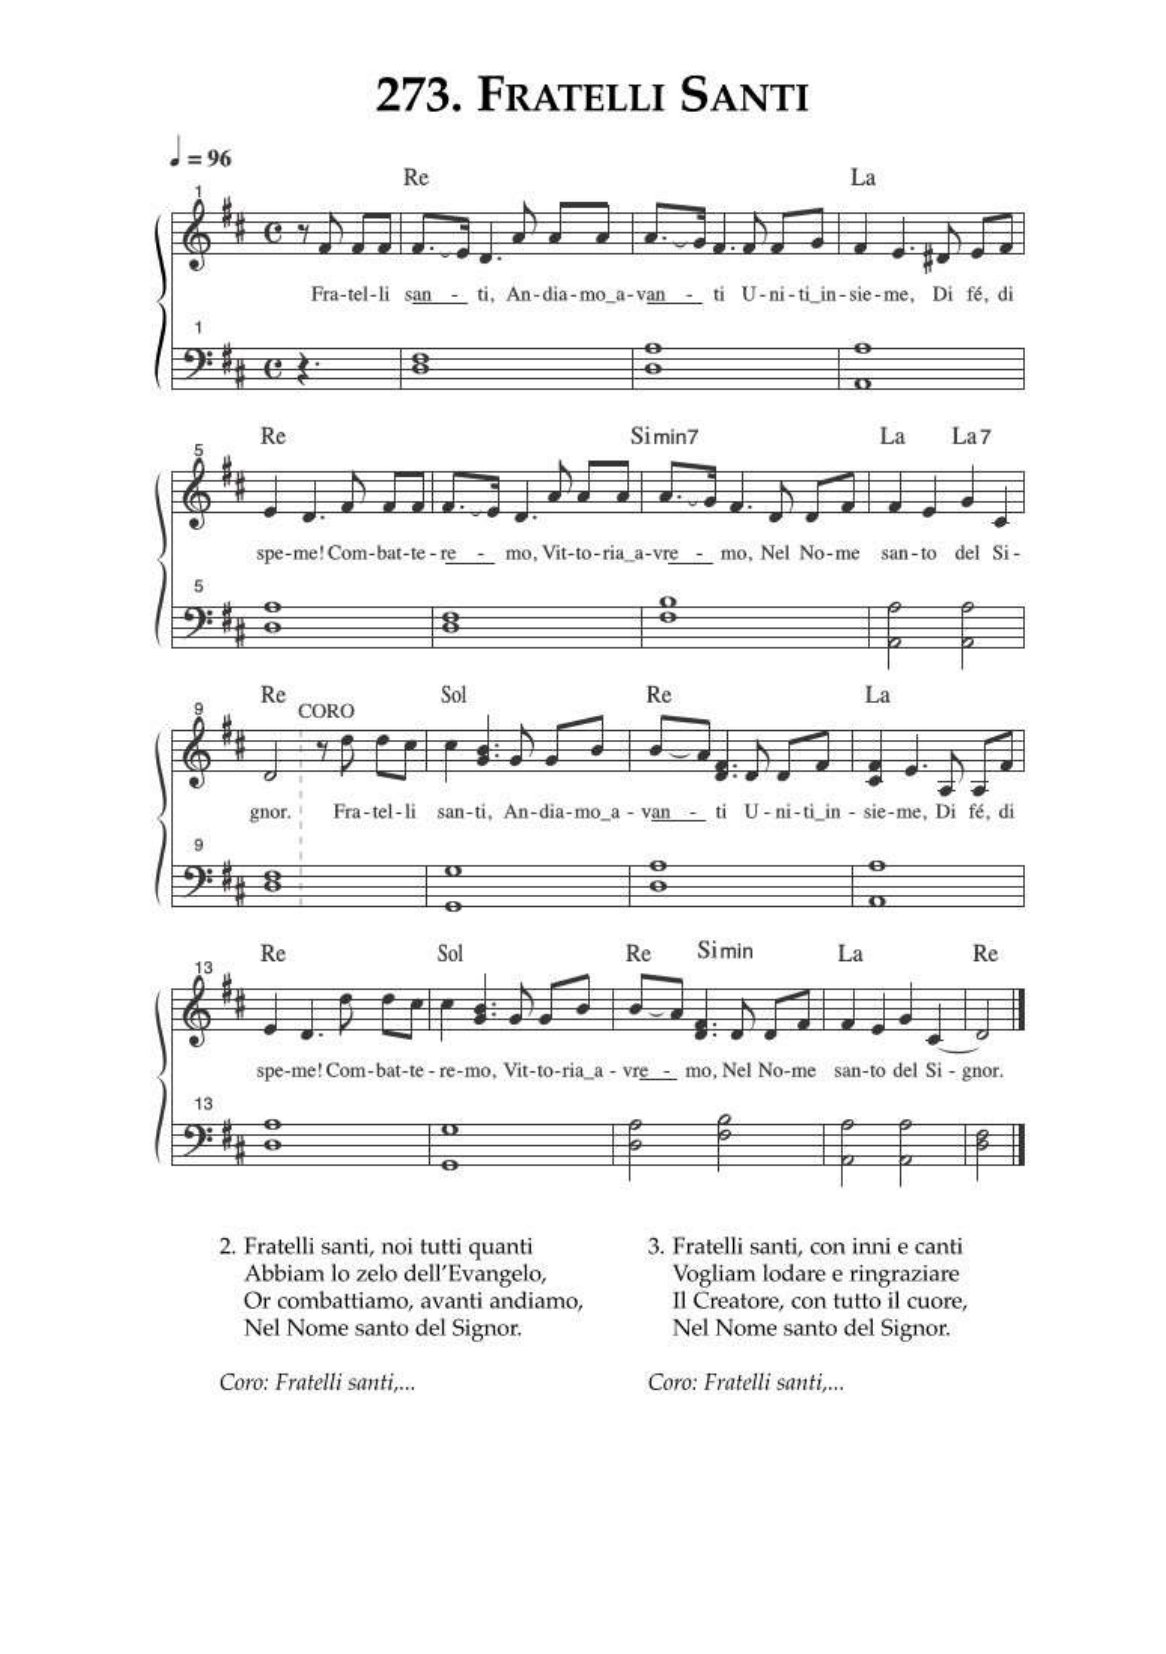 273. FRATELLI SANTI
♩ = 96
Re La
1
Fra-tel-li san - ti, An-dia-mo_a-van - ti U-ni-ti_in-sie-me, Di fé, di
1
Re Simin7 La La7
5
spe-me! Com-bat-te-re - mo, Vit-to-ria_a-vre - mo, Nel No-me san-to del Si-
5
Re CORO Sol Re La
9
gnor. Fra-tel-li san-ti, An-dia-mo_a-van - ti U-ni-ti_in-sie-me, Di fé, di
9
Re Sol Re Simin La Re
13
spe-me! Com-bat-te-re-mo, Vit-to-ria_a-vre - mo, Nel No-me san-to del Si-gnor.
13
2. Fratelli santi, noi tutti quanti
Abbiam lo zelo dell'Evangelo,
Or combattiamo, avanti andiamo,
Nel Nome santo del Signor.
Coro: Fratelli santi,...
3. Fratelli santi, con inni e canti
Vogliam lodare e ringraziare
Il Creatore, con tutto il cuore,
Nel Nome santo del Signor.
Coro: Fratelli santi,...